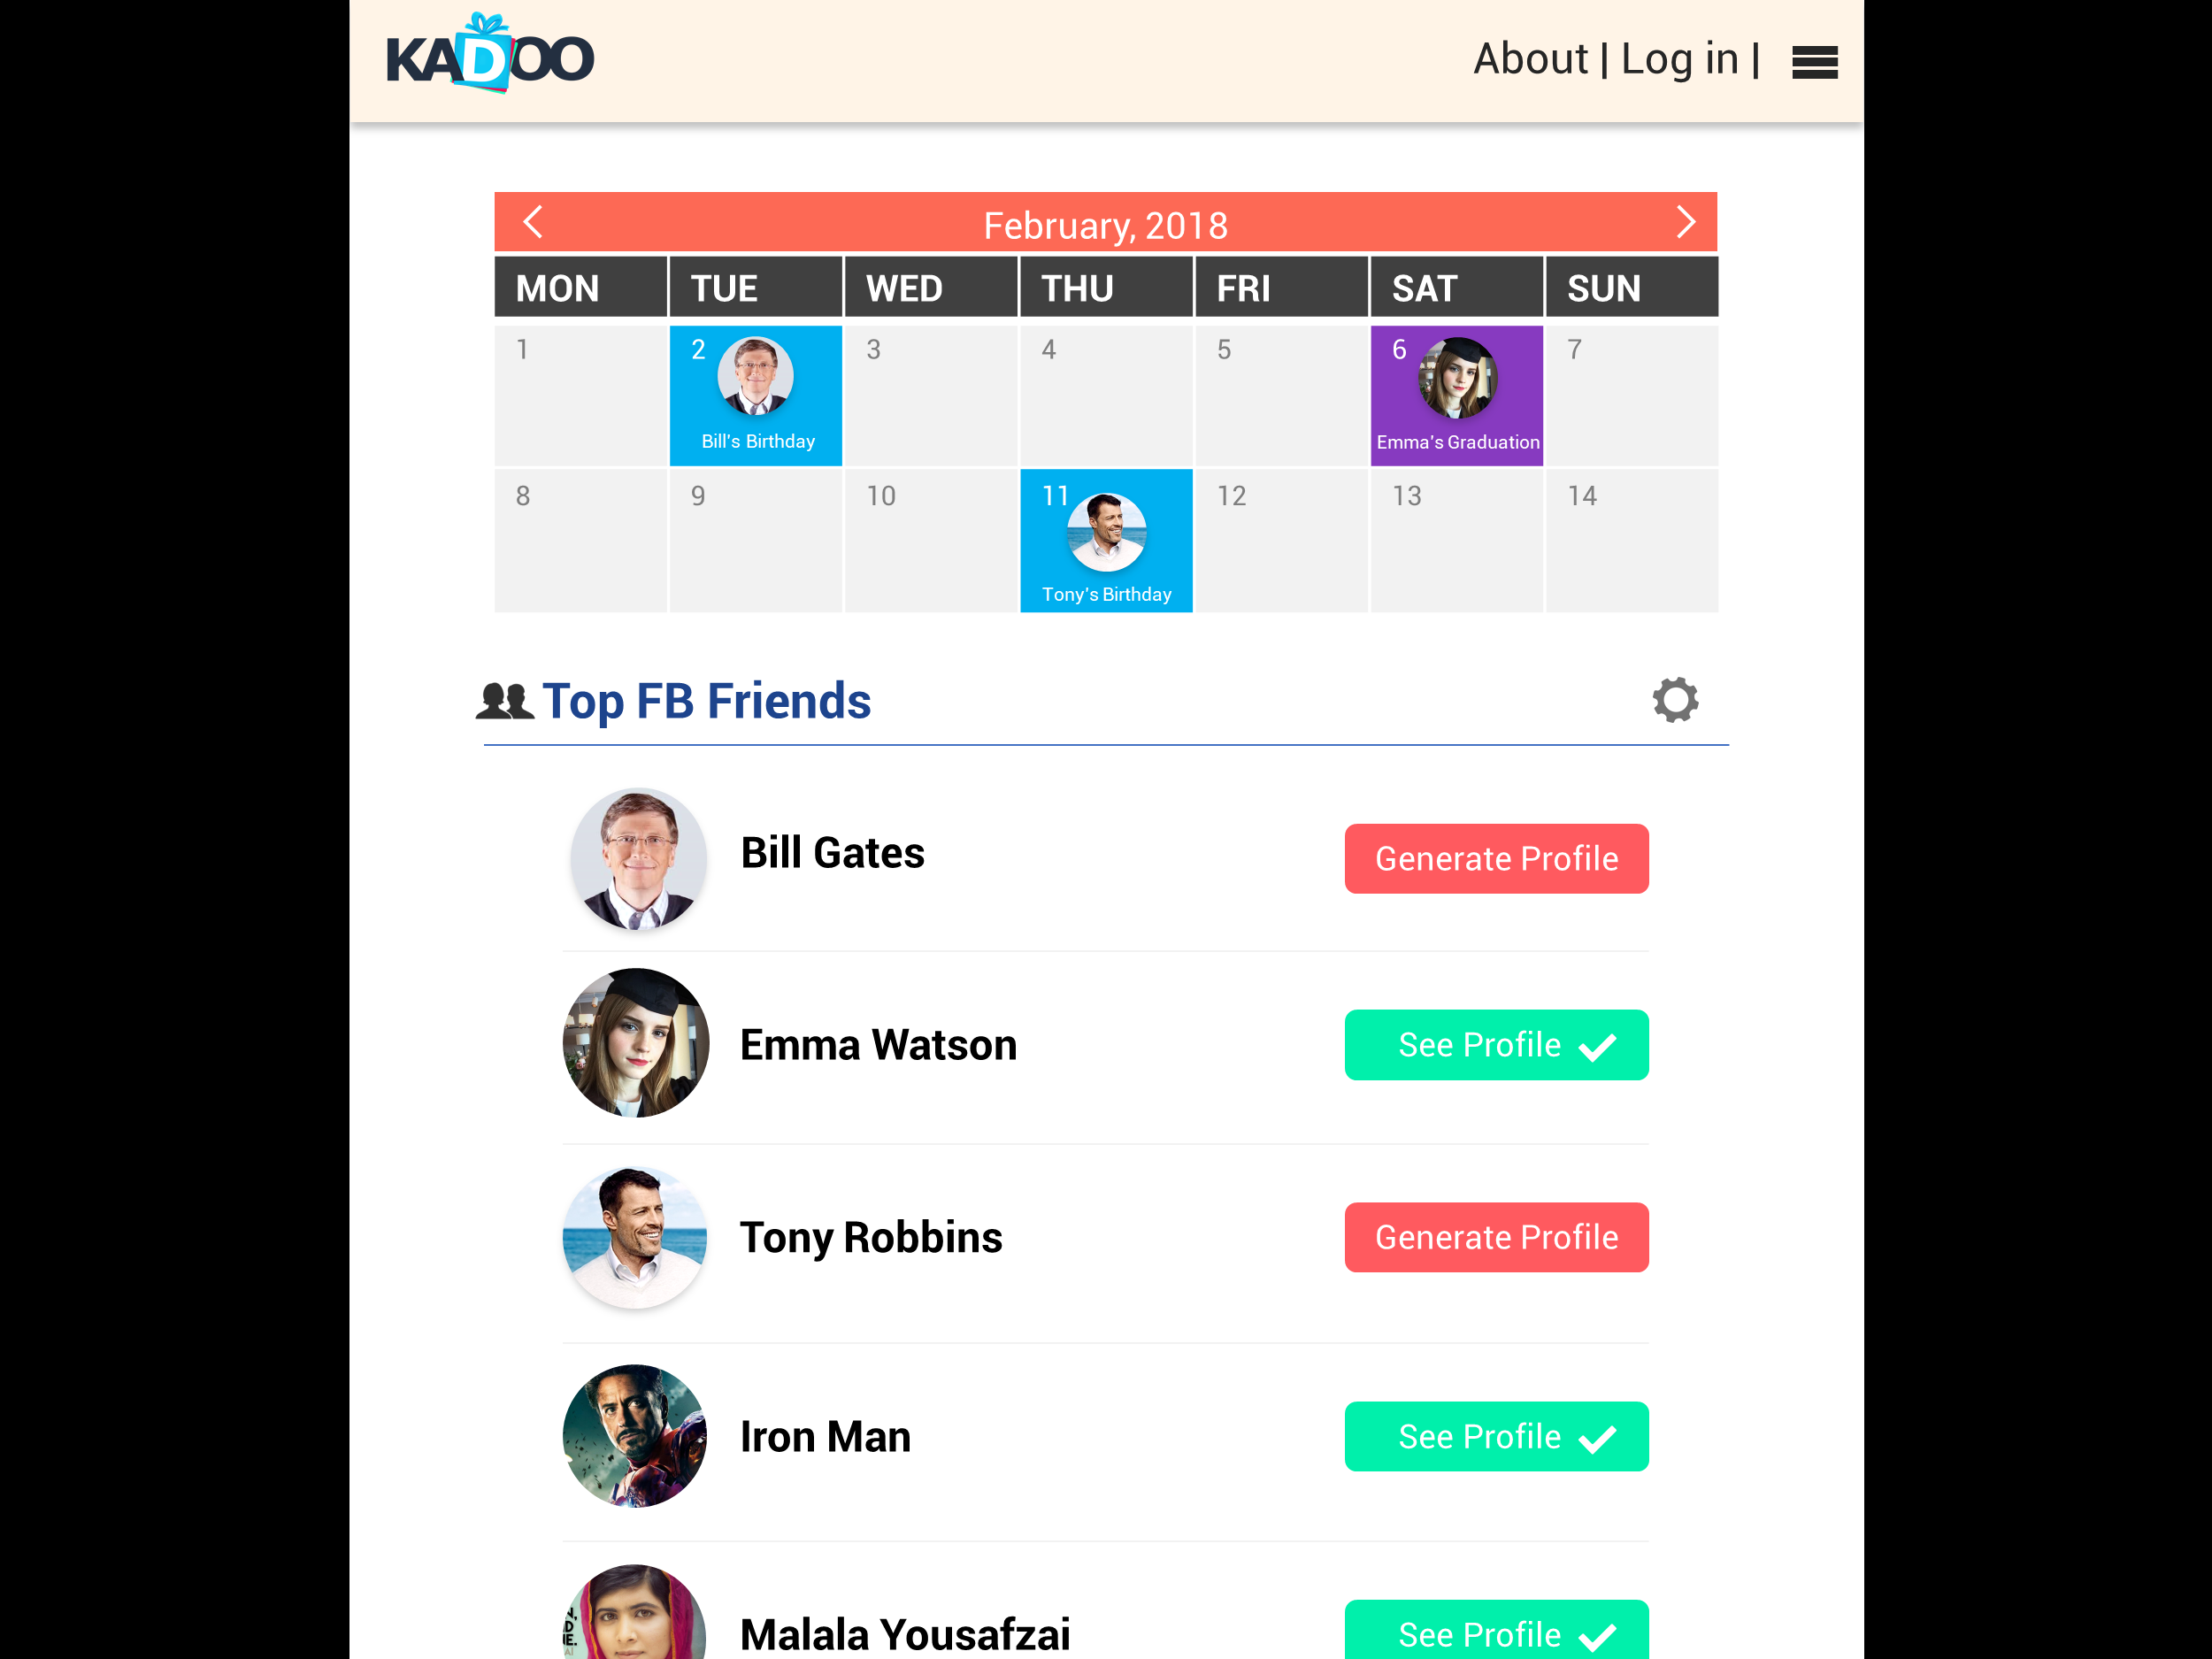 KADOO
About | Log in |
February, 2018
MON TUE WED THU FRI SAT SUN
1 2 3 4 5 6 7
Bill's Birthday Emma's Graduation
8 9 10 11 12 13 14
Tony's Birthday
Top FB Friends
Bill Gates Generate Profile
Emma Watson See Profile
Tony Robbins Generate Profile
Iron Man See Profile
Malala Yousafzai See Profile